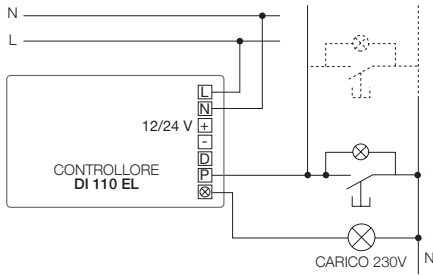 N
L
L
N
12/24 V +
-
D
CONTROLLORE
P
DI 110 EL
CARICO 230V
N